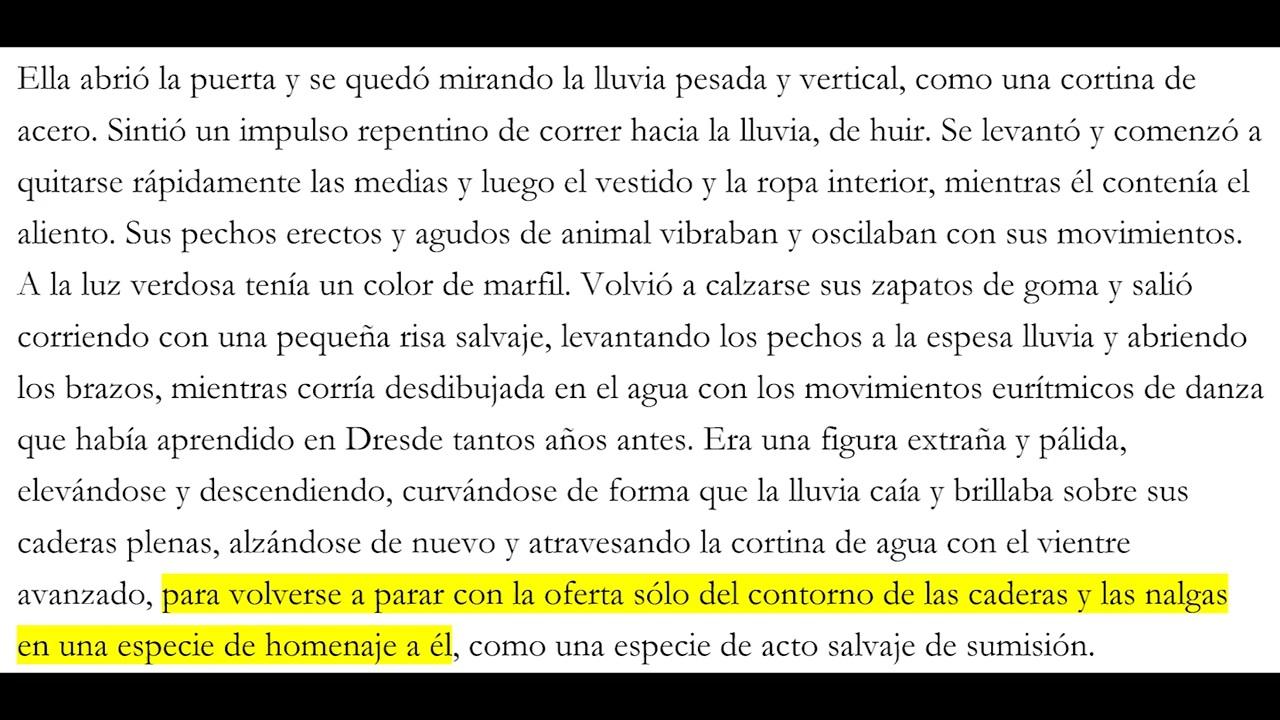 Ella abrió la puerta y se quedó mirando la lluvia pesada y vertical, como una cortina de
acero. Sintió un impulso repentino de correr hacia la lluvia, de huir. Se levantó y comenzó a
quitarse rápidamente las medias y luego el vestido y la ropa interior, mientras él contenía el
aliento. Sus pechos erectos y agudos de animal vibraban y oscilaban con sus movimientos.
A la luz verdosa tenía un color de marfil. Volvió a calzarse sus zapatos de goma y salió
corriendo con una pequeña risa salvaje, levantando los pechos a la espesa lluvia y abriendo
los brazos, mientras corría desdibujada en el agua con los movimientos eurítmicos de danza
que había aprendido en Dresde tantos años antes. Era una figura extraña y pálida,
elevándose y descendiendo, curvándose de forma que la lluvia caía y brillaba sobre sus
caderas plenas, alzándose de nuevo y atravesando la cortina de agua con el vientre
avanzado, para volverse a parar con la oferta sólo del contorno de las caderas y las nalgas
en una especie de homenaje a él, como una especie de acto salvaje de sumisión.